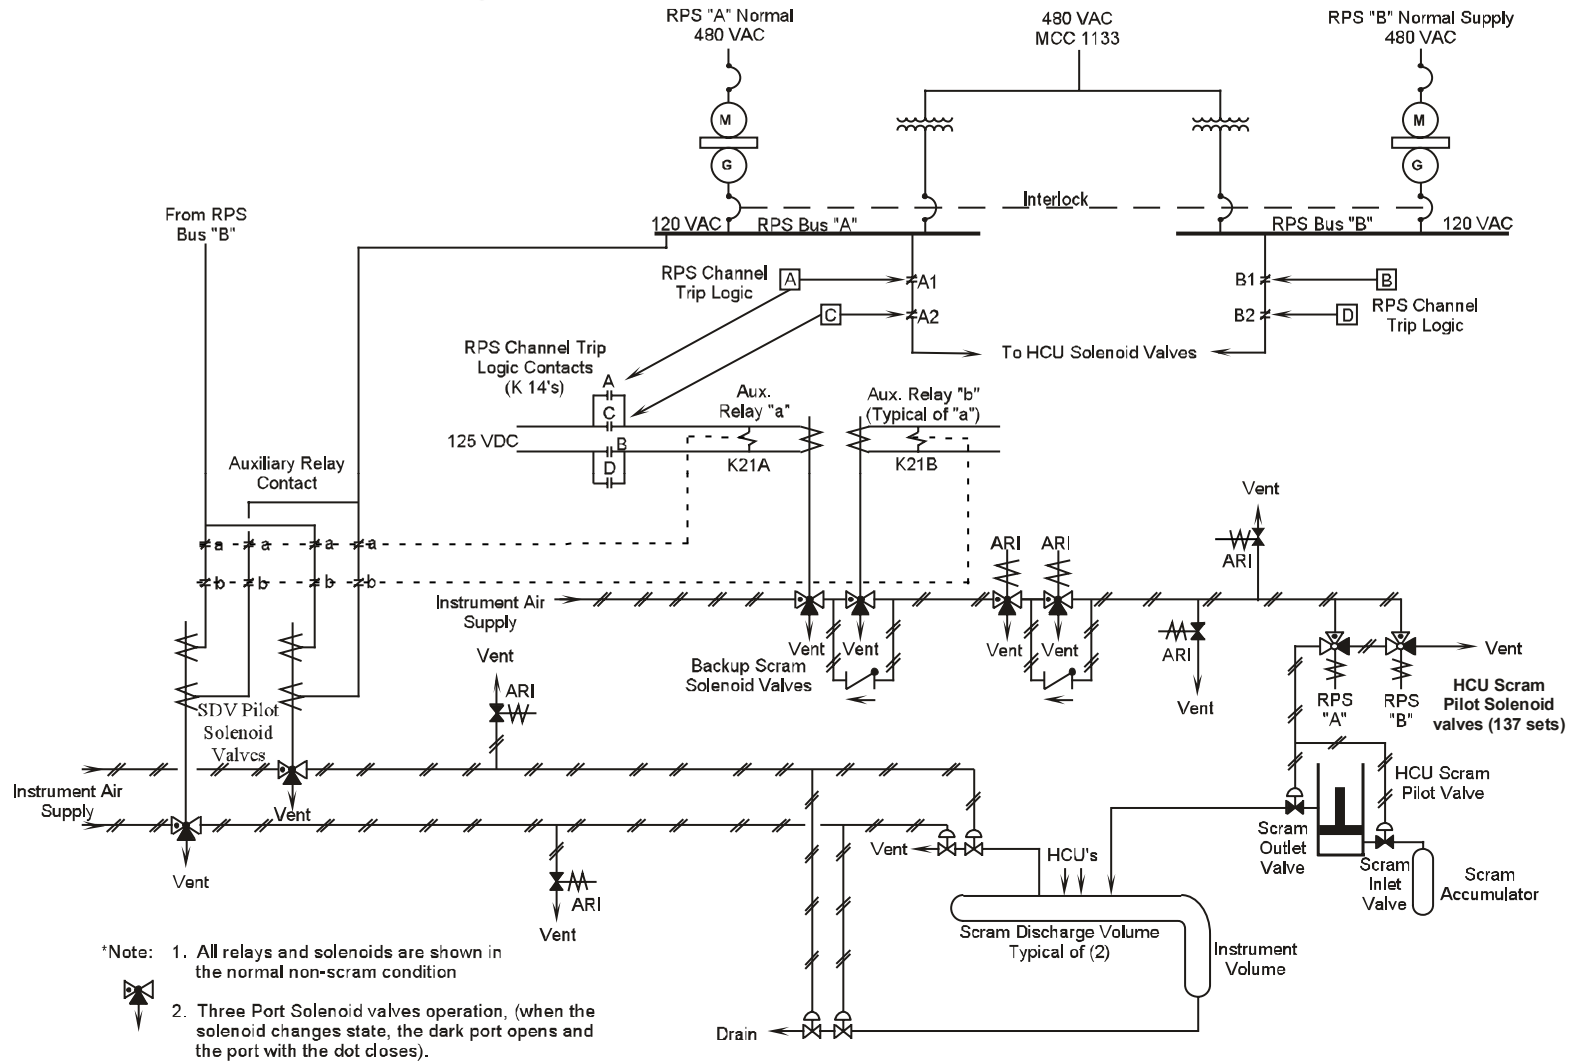 RPS "A" Normal
480 VAC
480 VAC
MCC 1133
RPS "B" Normal Supply
480 VAC
M
G
M
G
Interlock
From RPS
Bus "B"
120 VAC
RPS Bus "A"
RPS Bus "B"
120 VAC
RPS Channel
Trip Logic
A
A1
B1
B
C
A2
B2
D
RPS Channel
Trip Logic
To HCU Solenoid Valves
RPS Channel Trip
Logic Contacts
(K 14's)
A
C
B
D
125 VDC
Aux.
Relay "a"
K21A
Aux. Relay "b"
(Typical of "a")
K21B
Auxiliary Relay
Contact
a
a
a
a
b
b
b
b
Instrument Air
Supply
Vent
Vent
Backup Scram
Solenoid Valves
ARI
ARI
Vent
Vent
Vent
ARI
ARI
Vent
Vent
RPS
"A"
RPS
"B"
HCU Scram
Pilot Solenoid
valves (137 sets)
Vent
ARI
SDV Pilot
Solenoid
Valves
Instrument Air
Supply
Vent
Vent
ARI
Vent
HCU Scram
Pilot Valve
Scram
Outlet
Valve
Scram
Inlet
Valve
Scram
Accumulator
Vent
HCU's
Scram Discharge Volume
Typical of (2)
Instrument
Volume
Drain
*Note: 1. All relays and solenoids are shown in
the normal non-scram condition
2. Three Port Solenoid valves operation, (when the
solenoid changes state, the dark port opens and
the port with the dot closes).